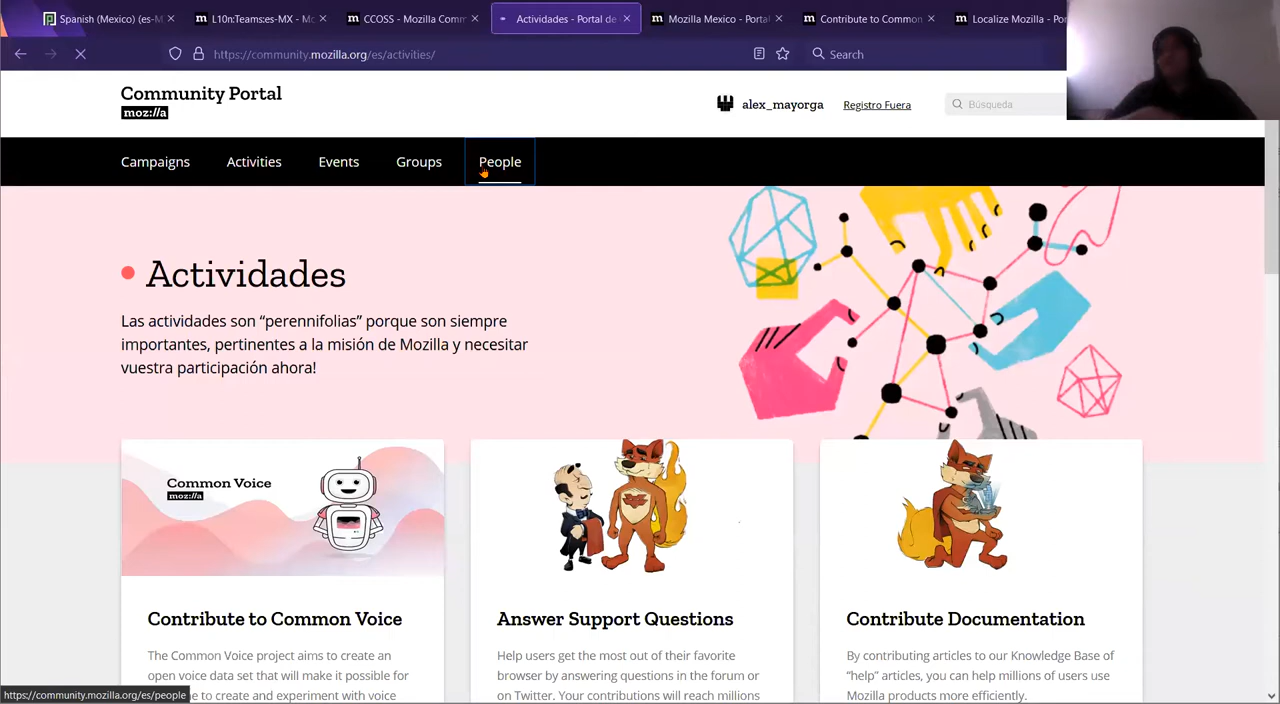 Spanish (Mexico) (es-M
L10n:Teams:es-MX - Mo
CCOSS - Mozilla Comm
Actividades - Portal de
Mozilla Mexico - Portal
Contribute to Common
Localize Mozilla - Por
https://community.mozilla.org/es/activities/
Search
Community Portal
moz://a
alex_mayorga
Registro Fuera
Búsqueda
Campaigns
Activities
Events
Groups
People
Actividades
Las actividades son “perennifolias” porque son siempre
importantes, pertinentes a la misión de Mozilla y necesitar
vuestra participación ahora!
Common Voice
moz://a
Contribute to Common Voice
The Common Voice project aims to create an
open voice data set that will make it possible for
ne to create and experiment with voice
Answer Support Questions
Help users get the most out of their favorite
browser by answering questions in the forum or
on Twitter. Your contributions will reach millions
Contribute Documentation
By contributing articles to our Knowledge Base of
“help” articles, you can help millions of users use
Mozilla products more efficiently.
https://community.mozilla.org/es/people